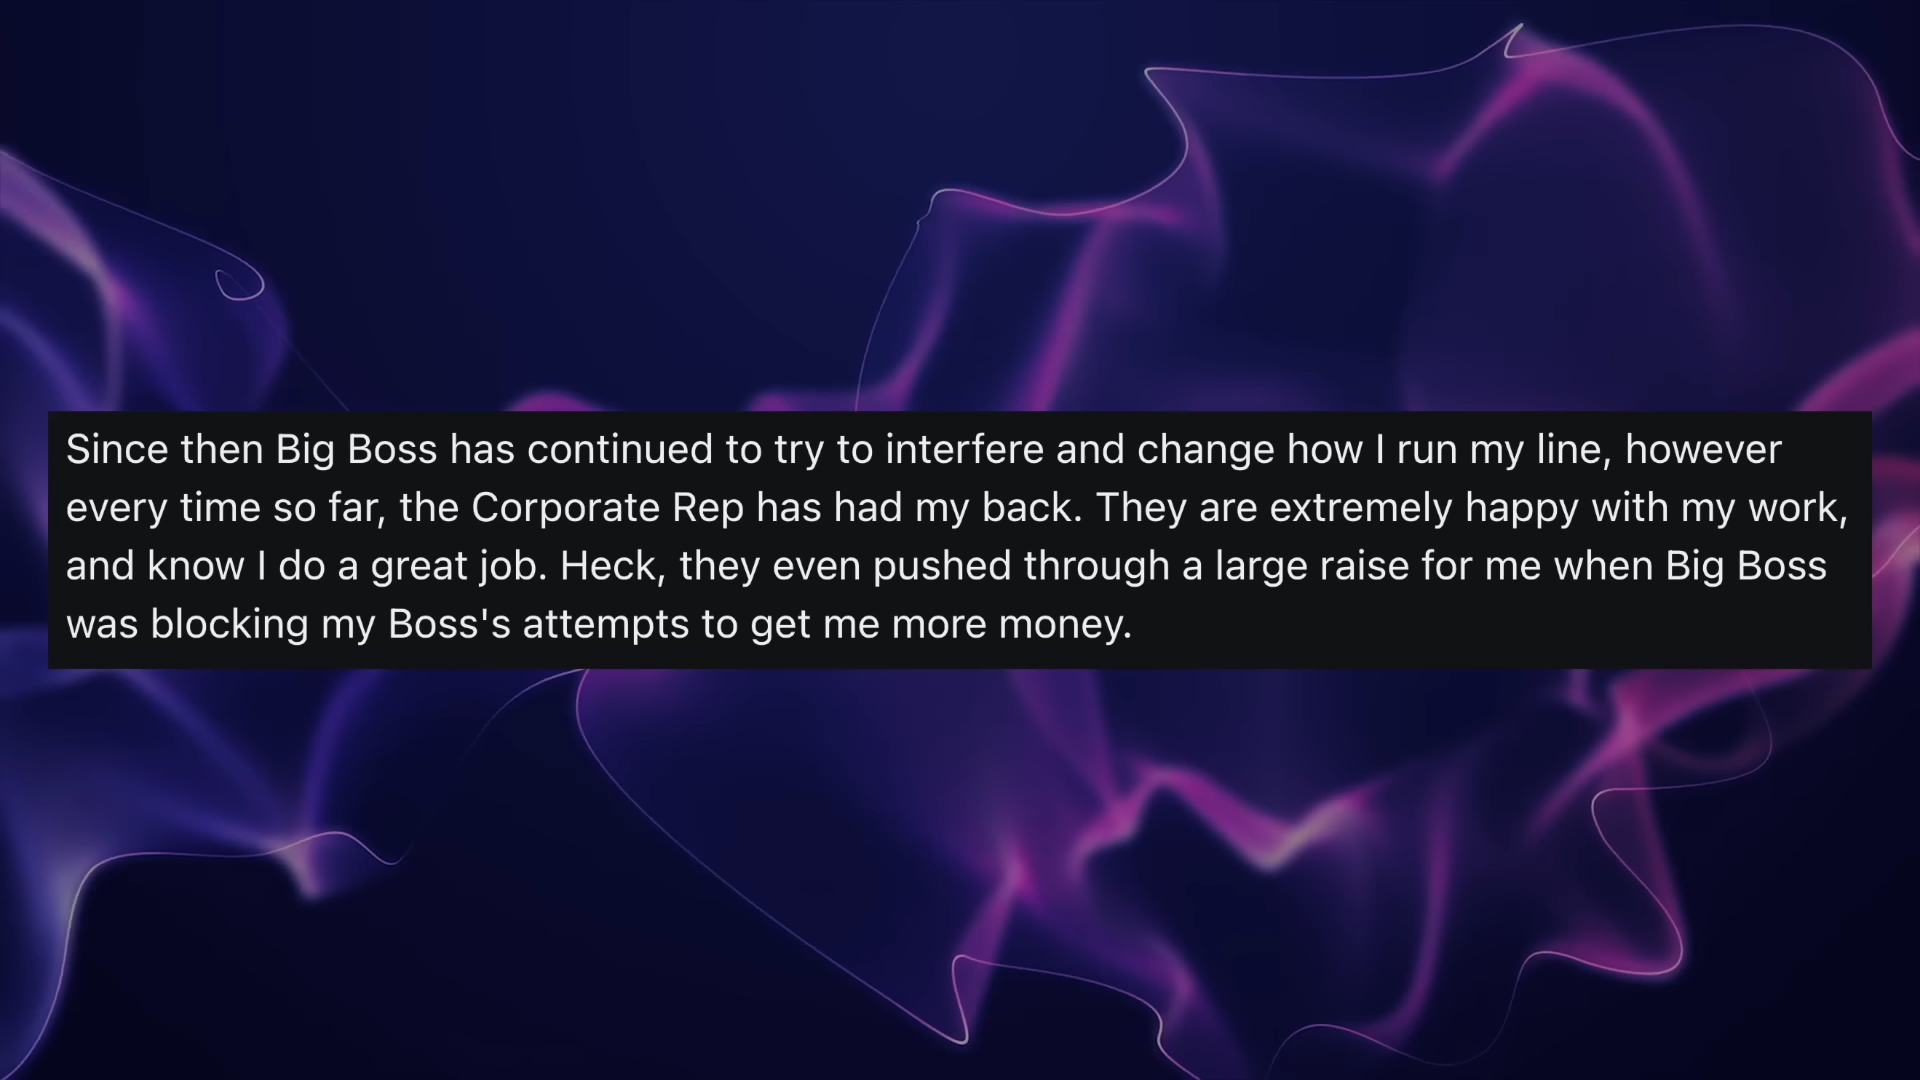 Since then Big Boss has continued to try to interfere and change how I run my line, however
every time so far, the Corporate Rep has had my back. They are extremely happy with my work,
and know I do a great job. Heck, they even pushed through a large raise for me when Big Boss
was blocking my Boss's attempts to get me more money.